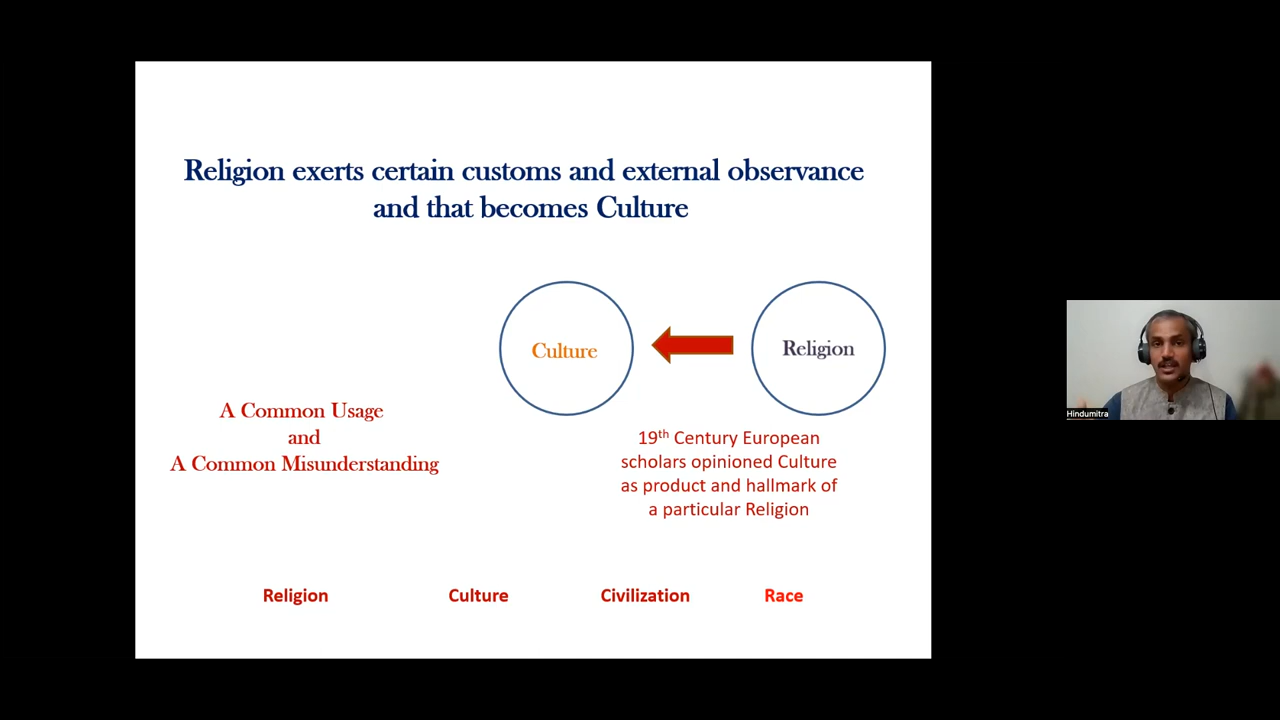 Religion exerts certain customs and external observance
and that becomes Culture
Culture
Religion
A Common Usage
and
A Common Misunderstanding
19th Century European
scholars opinioned Culture
as product and hallmark of
a particular Religion
Religion Culture Civilization Race
Hindumitra